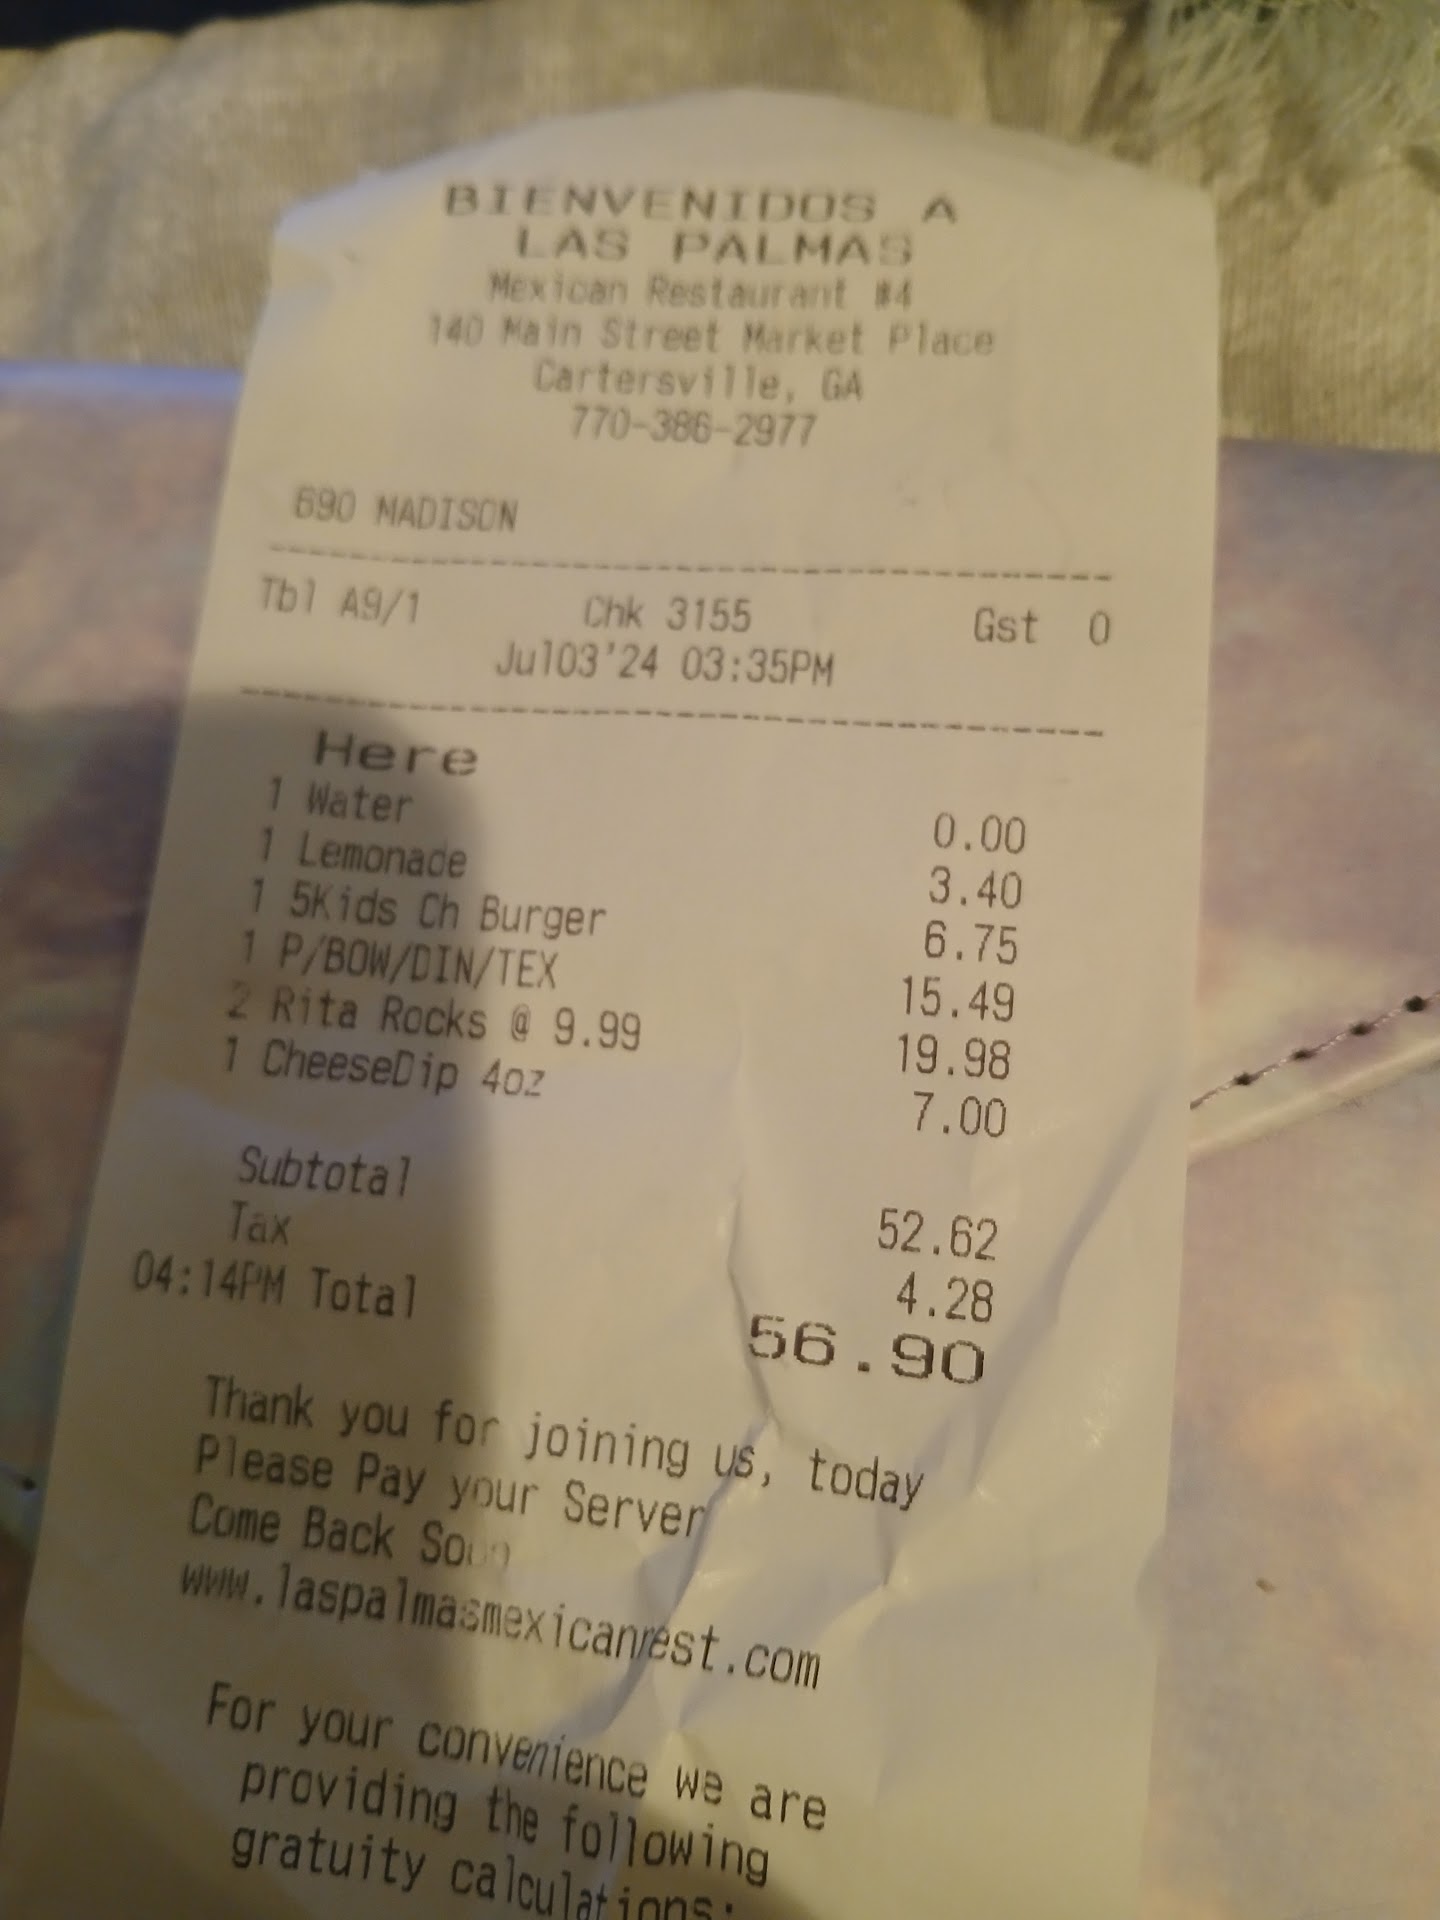 BIENVENIDOS A
LAS PALMAS
Mexican Restaurant #4
140 Main Street Market Place
Cartersville, GA
770-386-2977
690 MADISON
Tbl A9/1 Chk 3155 Gst 0
Jul03'24 03:35PM
Here
1 Water 0.00
1 Lemonade 3.40
1 5Kids Ch Burger 6.75
1 P/BOW/DIN/TEX 15.49
2 Rita Rocks @ 9.99 19.98
1 CheeseDip 4oz 7.00
Subtotal 52.62
Tax 4.28
04:14PM Total 56.90
Thank you for joining us, today
Please Pay your Server
Come Back Soon
www.laspalmasmexicanrest.com
For your convenience we are
providing the following
gratuity calculations: